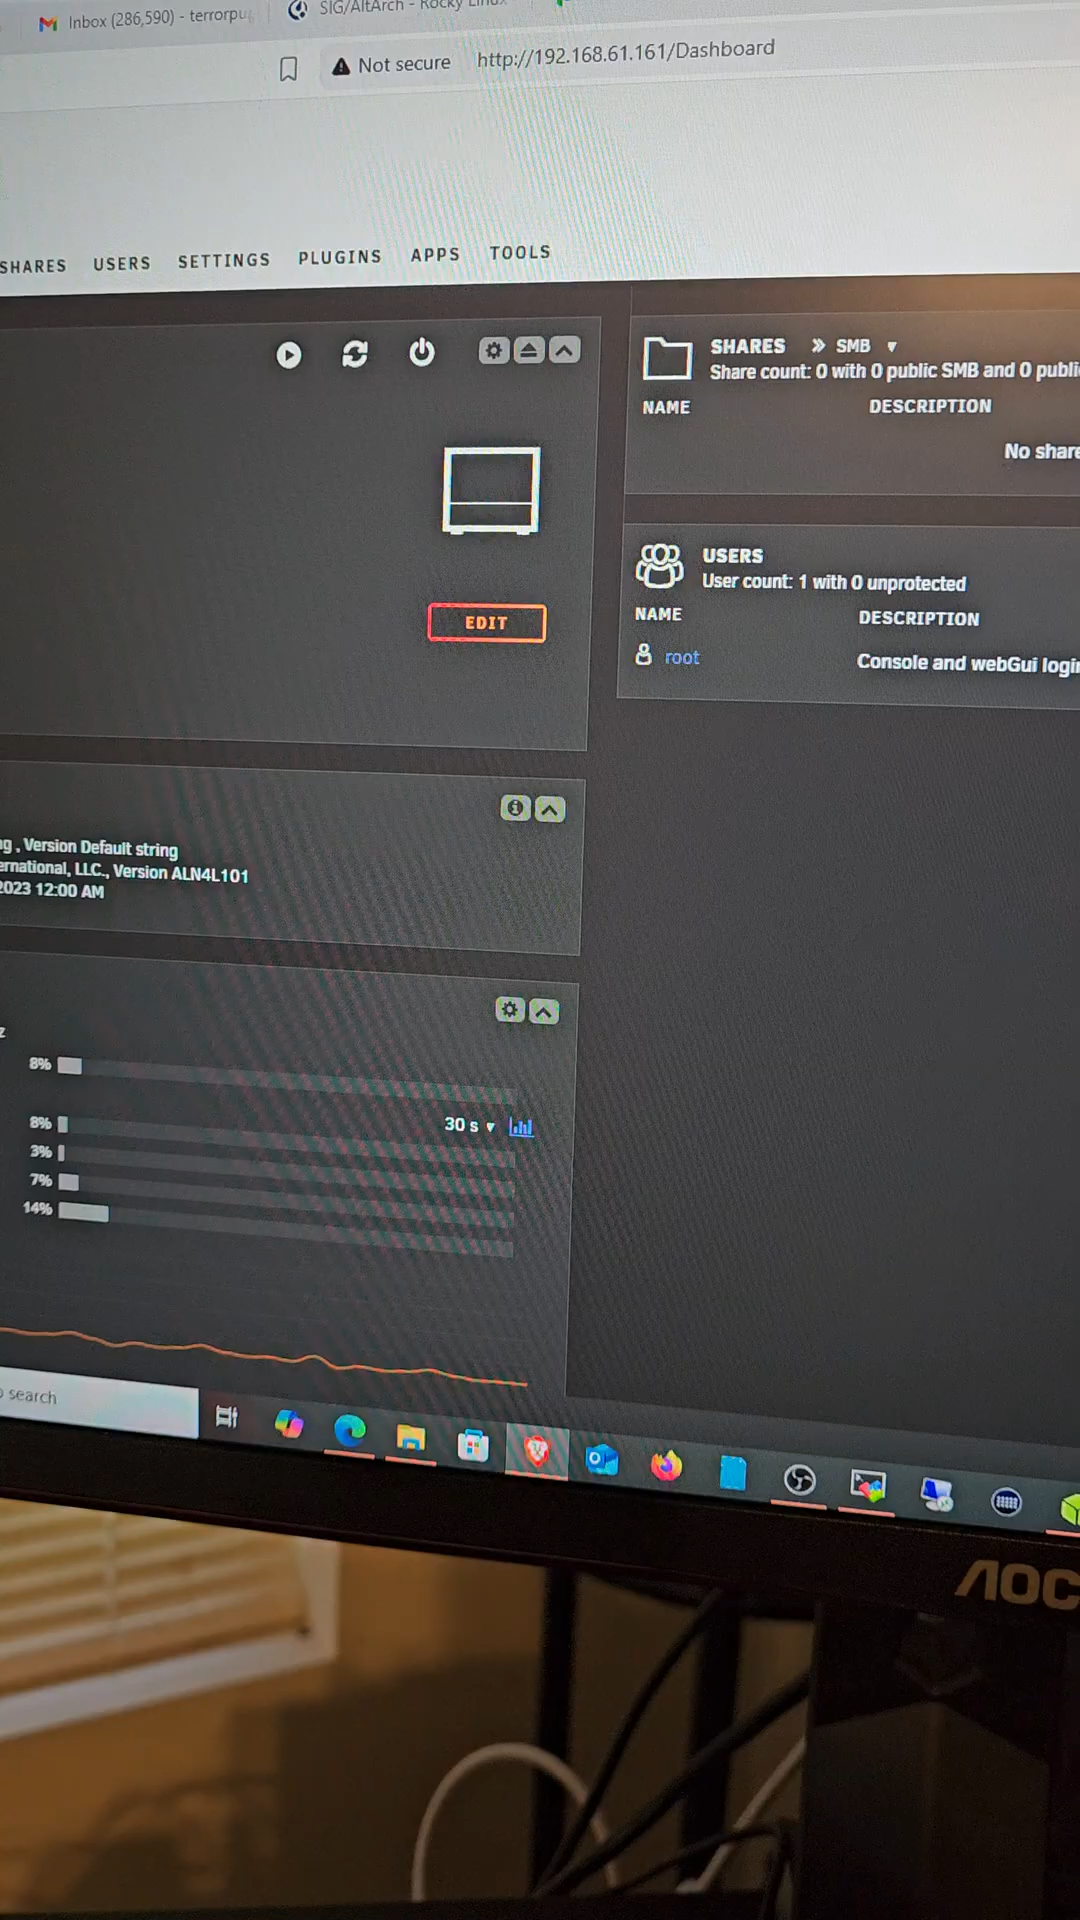 Inbox (286,590) - terrorpu
SIG/AltArch - Rocky Linux
Not secure http://192.168.61.161/Dashboard
SHARES USERS SETTINGS PLUGINS APPS TOOLS
SHARES SMB
Share count: 0 with 0 public SMB and 0 publi
NAME DESCRIPTION
No share
EDIT
USERS
User count: 1 with 0 unprotected
NAME DESCRIPTION
root Console and webGui login
g, Version Default string
ernational, LLC., Version ALN4L101
2023 12:00 AM
z
8%
8% 30 s
3%
7%
14%
search
AOC